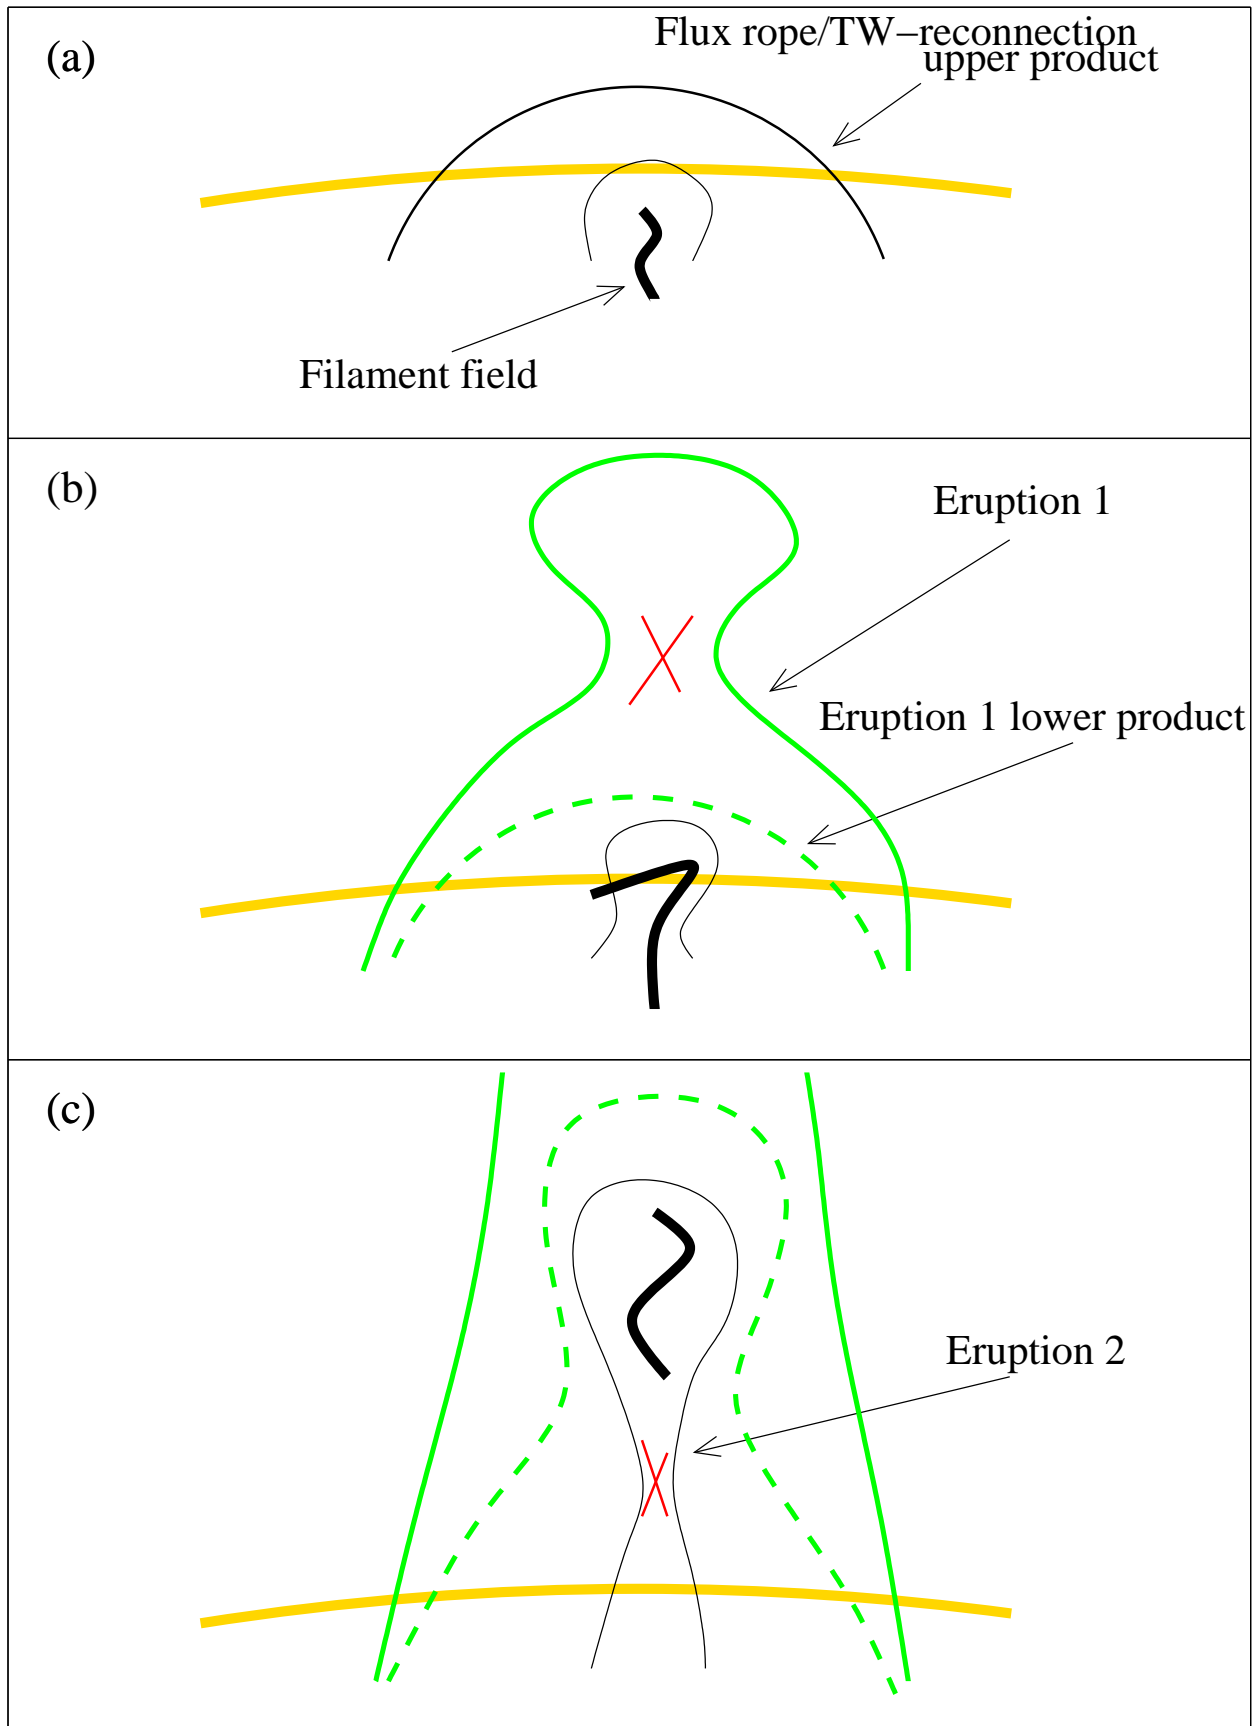 (a)
Flux rope/TW−reconnection
upper product
Filament field
(b)
Eruption 1
Eruption 1 lower product
(c)
Eruption 2